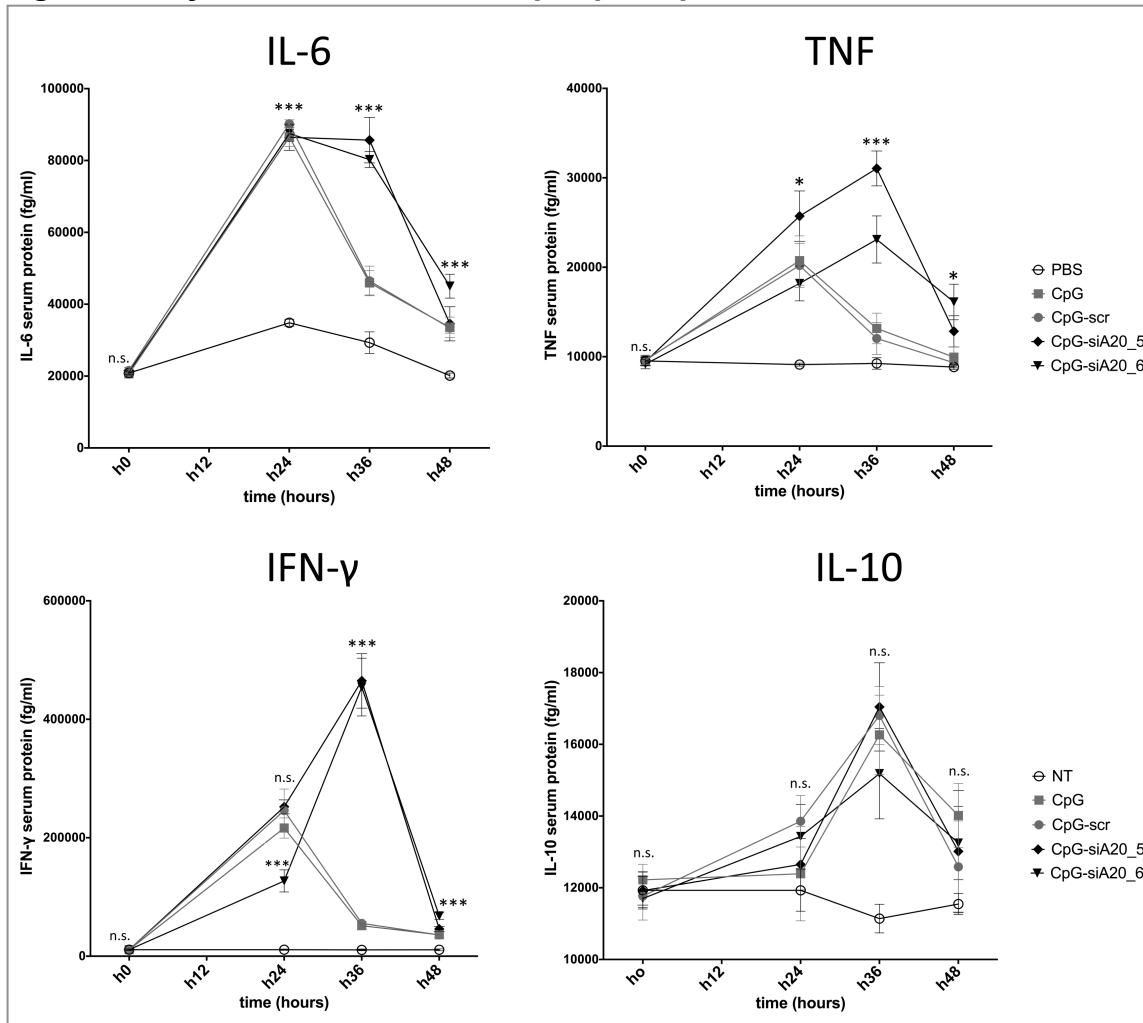 IL-6
IL-6 serum protein (fg/ml)
100000
80000
60000
40000
20000
0
n.s.
***
***
***
h0
h12
h24
h36
h48
time (hours)
TNF
TNF serum protein (fg/ml)
40000
30000
20000
10000
0
n.s.
*
***
*
h0
h12
h24
h36
h48
time (hours)
PBS
CpG
CpG-scr
CpG-siA20_5
CpG-siA20_6
IFN-γ
IFN-γ serum protein (fg/ml)
600000
400000
200000
0
n.s.
n.s.
***
***
***
h0
h12
h24
h36
h48
time (hours)
IL-10
IL-10 serum protein (fg/ml)
20000
18000
16000
14000
12000
10000
n.s.
n.s.
n.s.
n.s.
ho
h12
h24
h36
h48
time (hours)
NT
CpG
CpG-scr
CpG-siA20_5
CpG-siA20_6